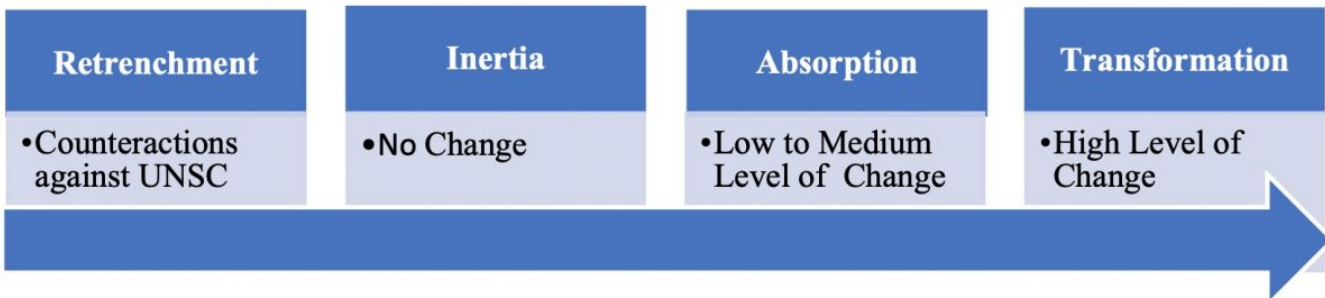 Retrenchment
•Counteractions
against UNSC
Inertia
•No Change
Absorption
•Low to Medium
Level of Change
Transformation
•High Level of
Change